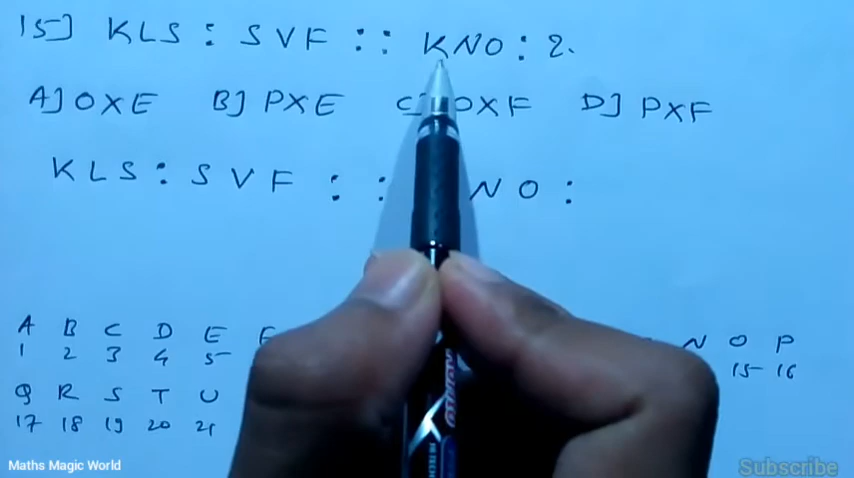 15] KLS : SVF :: KNO : 2.
A] OXE B] PXE C] OXF D] PXF
KLS : SVF :: NO :
A B C D E F N O P
1 2 3 4 5 15 16
Q R S T U
17 18 19 20 21
Maths Magic World
Subscribe